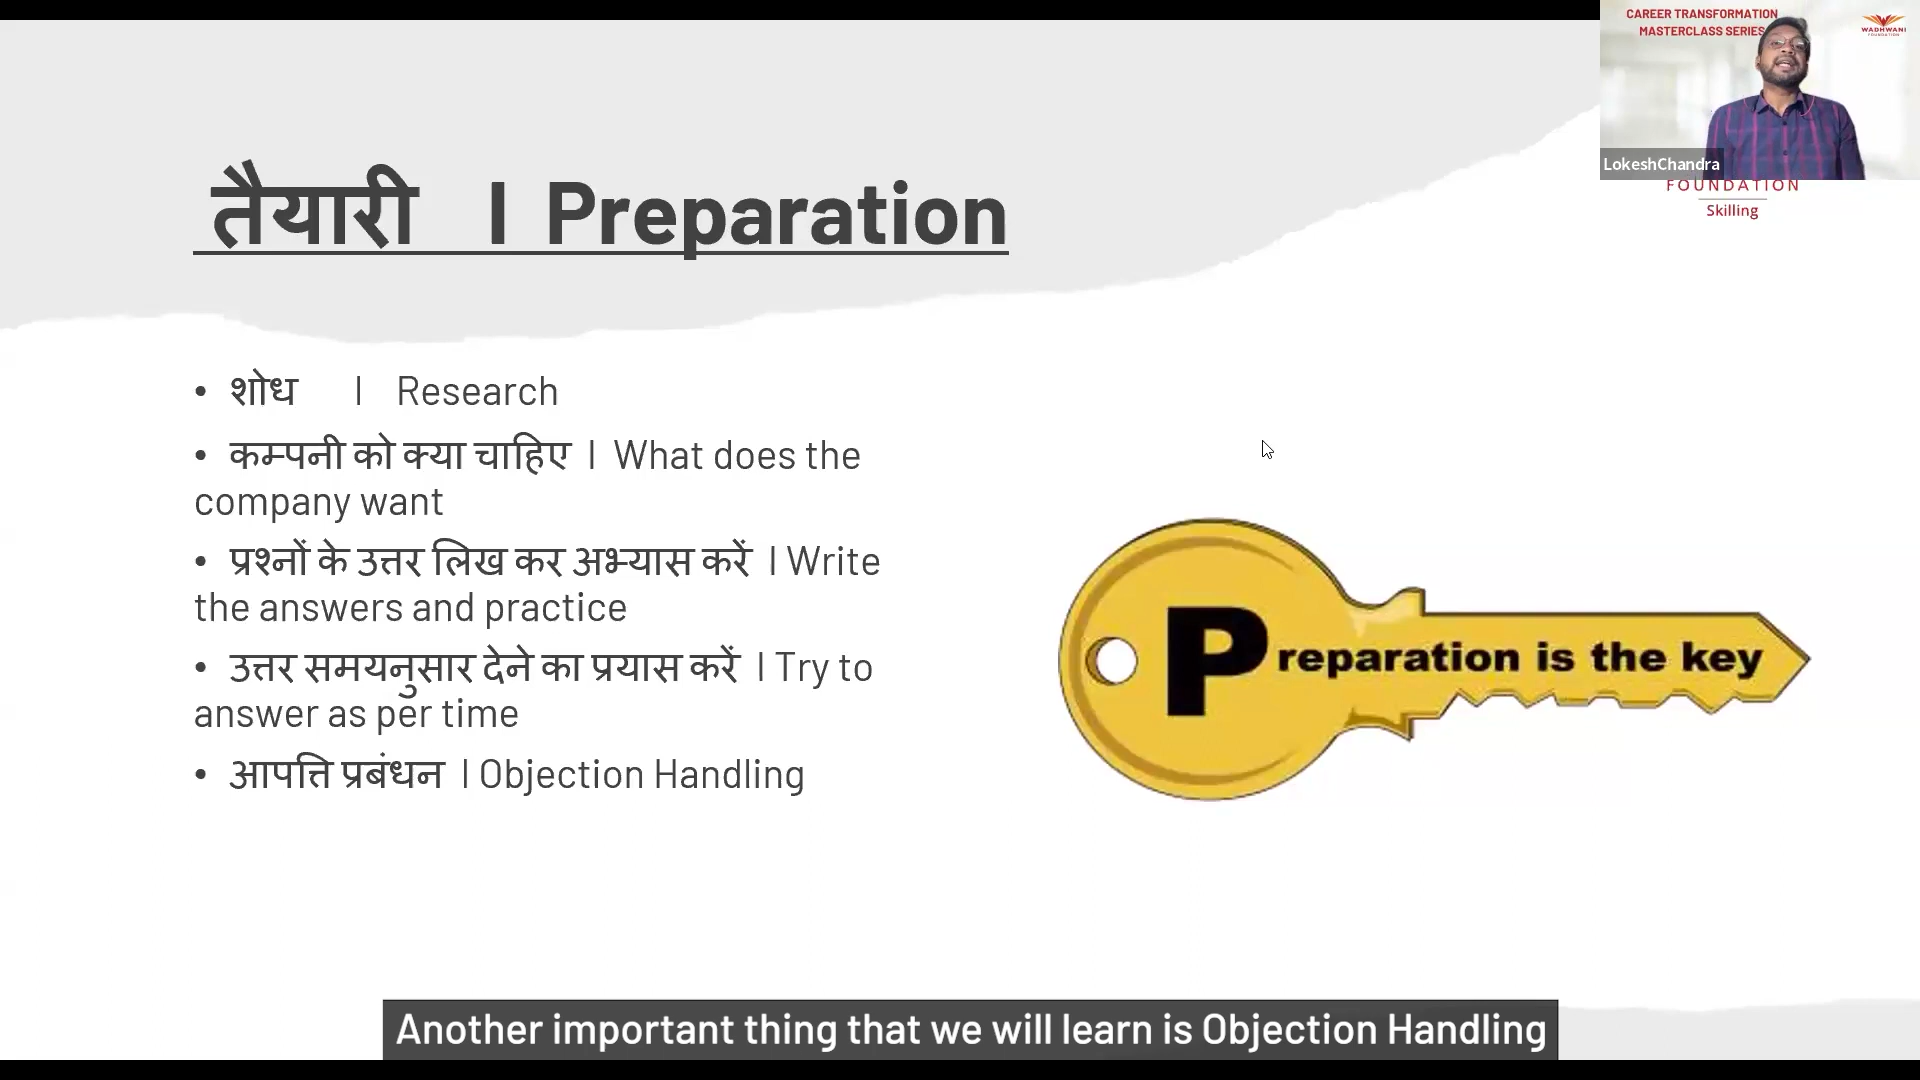 CAREER TRANSFORMATION
MASTERCLASS SERIES
WADHWANI
FOUNDATION
LokeshChandra
FOUNDATION
Skilling
तैयारी I Preparation
• शोध I Research
• कम्पनी को क्या चाहिए I What does the
company want
• प्रश्नों के उत्तर लिख कर अभ्यास करें I Write
the answers and practice
• उत्तर समयनुसार देने का प्रयास करें I Try to
answer as per time
• आपत्ति प्रबंधन I Objection Handling
Preparation is the key
Another important thing that we will learn is Objection Handling